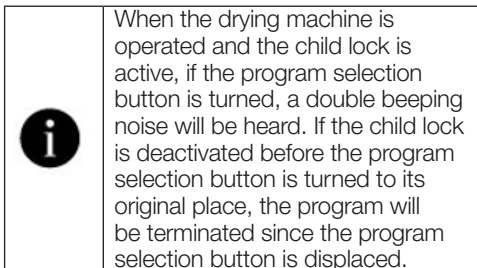 When the drying machine is
operated and the child lock is
active, if the program selection
button is turned, a double beeping
noise will be heard. If the child lock
is deactivated before the program
selection button is turned to its
original place, the program will
be terminated since the program
selection button is displaced.